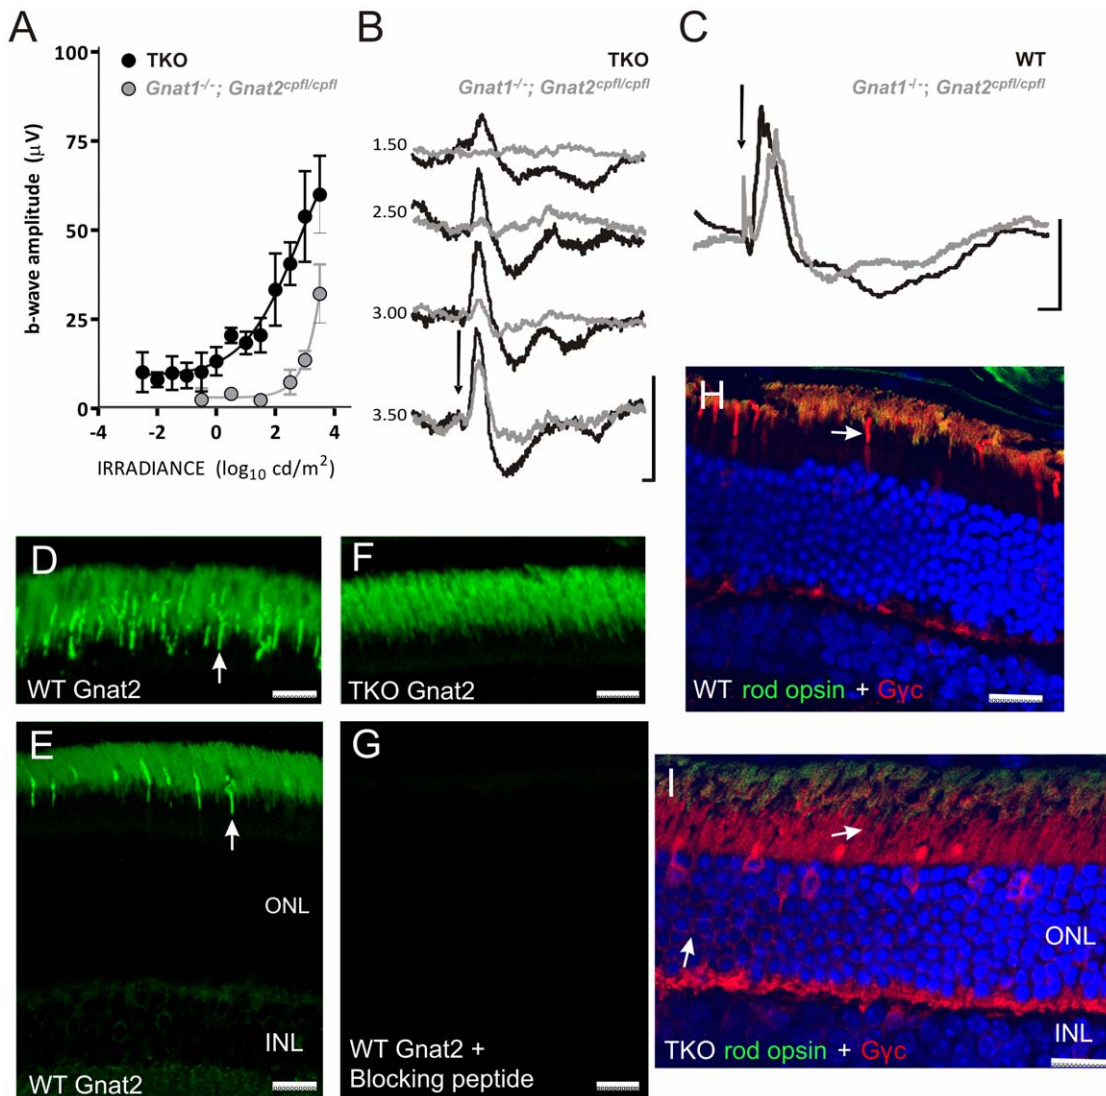 A
100
75
50
25
0
-4
-2
0
2
4
b-wave amplitude (μV)
IRRADIANCE (log10 cd/m2)
TKO
Gnat1-/-; Gnat2cpfl/cpfl
B
TKO
Gnat1-/-; Gnat2cpfl/cpfl
1.50
2.50
3.00
3.50
C
WT
Gnat1-/-; Gnat2cpfl/cpfl
D
WT Gnat2
F
TKO Gnat2
E
ONL
INL
WT Gnat2
G
WT Gnat2 +
Blocking peptide
H
WT rod opsin + Gγc
I
ONL
INL
TKO rod opsin + Gγc